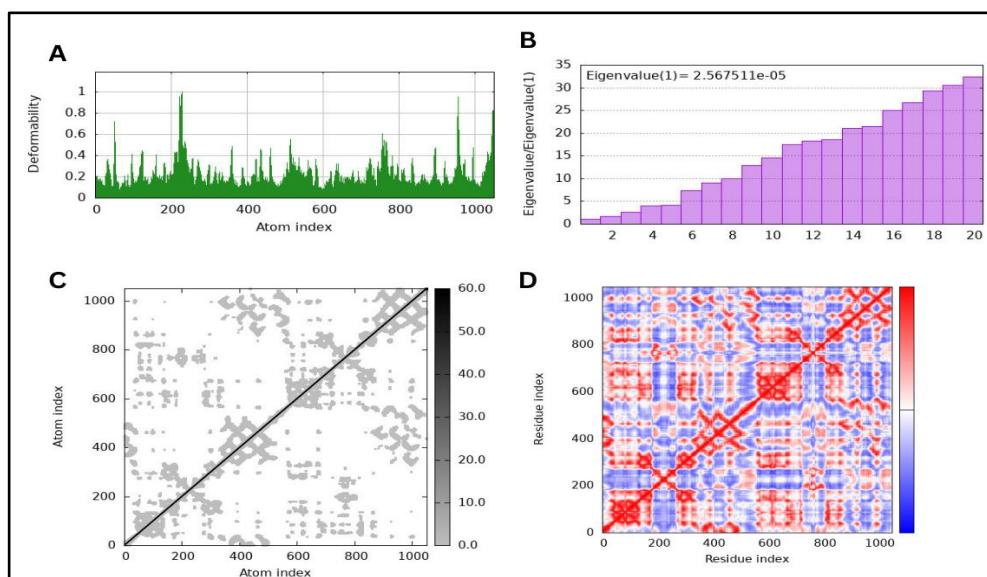 A
Deformability
1
0.8
0.6
0.4
0.2
0
0 200 400 600 800 1000
Atom index
B
Eigenvalue(1)= 2.567511e-05
Eigenvalue/Eigenvalue(1)
35
30
25
20
15
10
5
0
2 4 6 8 10 12 14 16 18 20
C
Atom index
1000
800
600
400
200
0
0 200 400 600 800 1000
Atom index
60.0
50.0
40.0
30.0
20.0
10.0
0.0
D
Residue index
1000
800
600
400
200
0
0 200 400 600 800 1000
Residue index